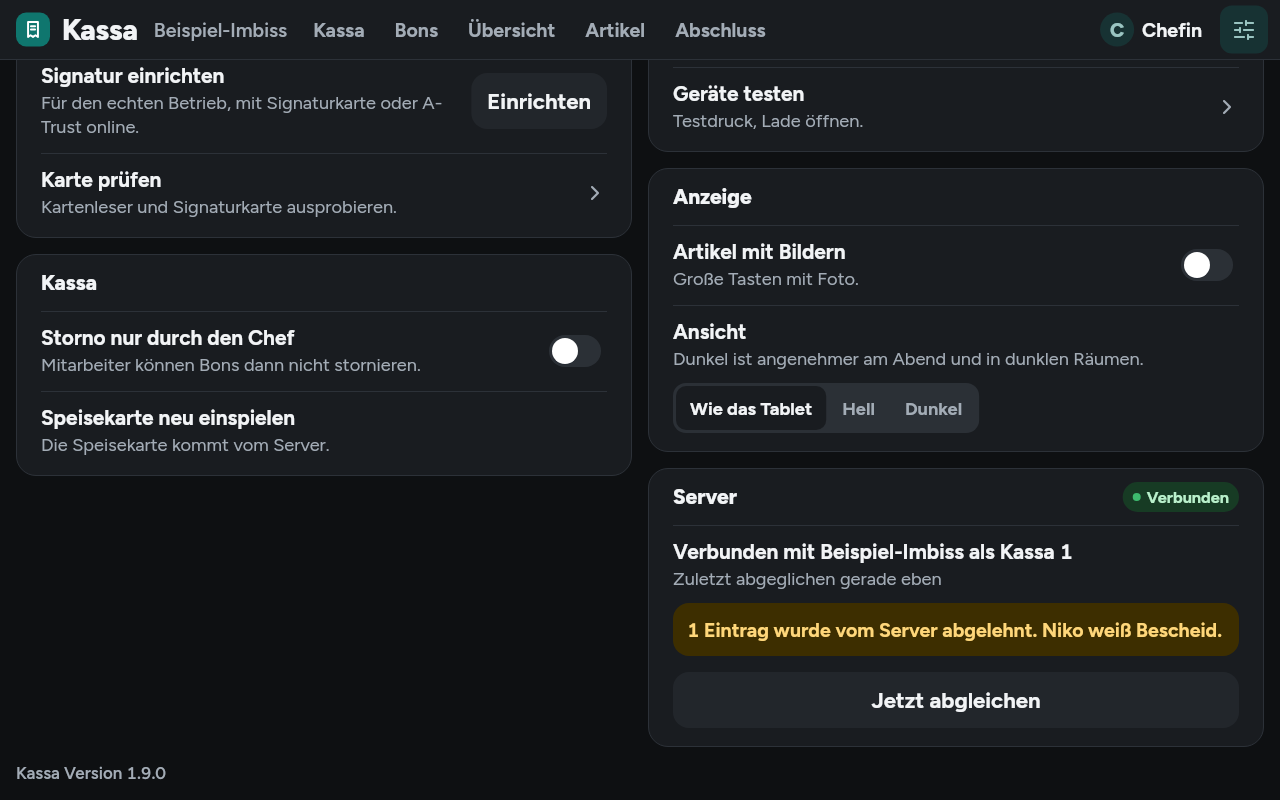 Kassa
Beispiel-Imbiss
Kassa
Bons
Übersicht
Artikel
Abschluss
C
Chefin
Signatur einrichten
Für den echten Betrieb, mit Signaturkarte oder A-
Trust online.
Einrichten
Karte prüfen
Kartenleser und Signaturkarte ausprobieren.
Kassa
Storno nur durch den Chef
Mitarbeiter können Bons dann nicht stornieren.
Speisekarte neu einspielen
Die Speisekarte kommt vom Server.
Geräte testen
Testdruck, Lade öffnen.
Anzeige
Artikel mit Bildern
Große Tasten mit Foto.
Ansicht
Dunkel ist angenehmer am Abend und in dunklen Räumen.
Wie das Tablet
Hell
Dunkel
Server
Verbunden
Verbunden mit Beispiel-Imbiss als Kassa 1
Zuletzt abgeglichen gerade eben
1 Eintrag wurde vom Server abgelehnt. Niko weiß Bescheid.
Jetzt abgleichen
Kassa Version 1.9.0